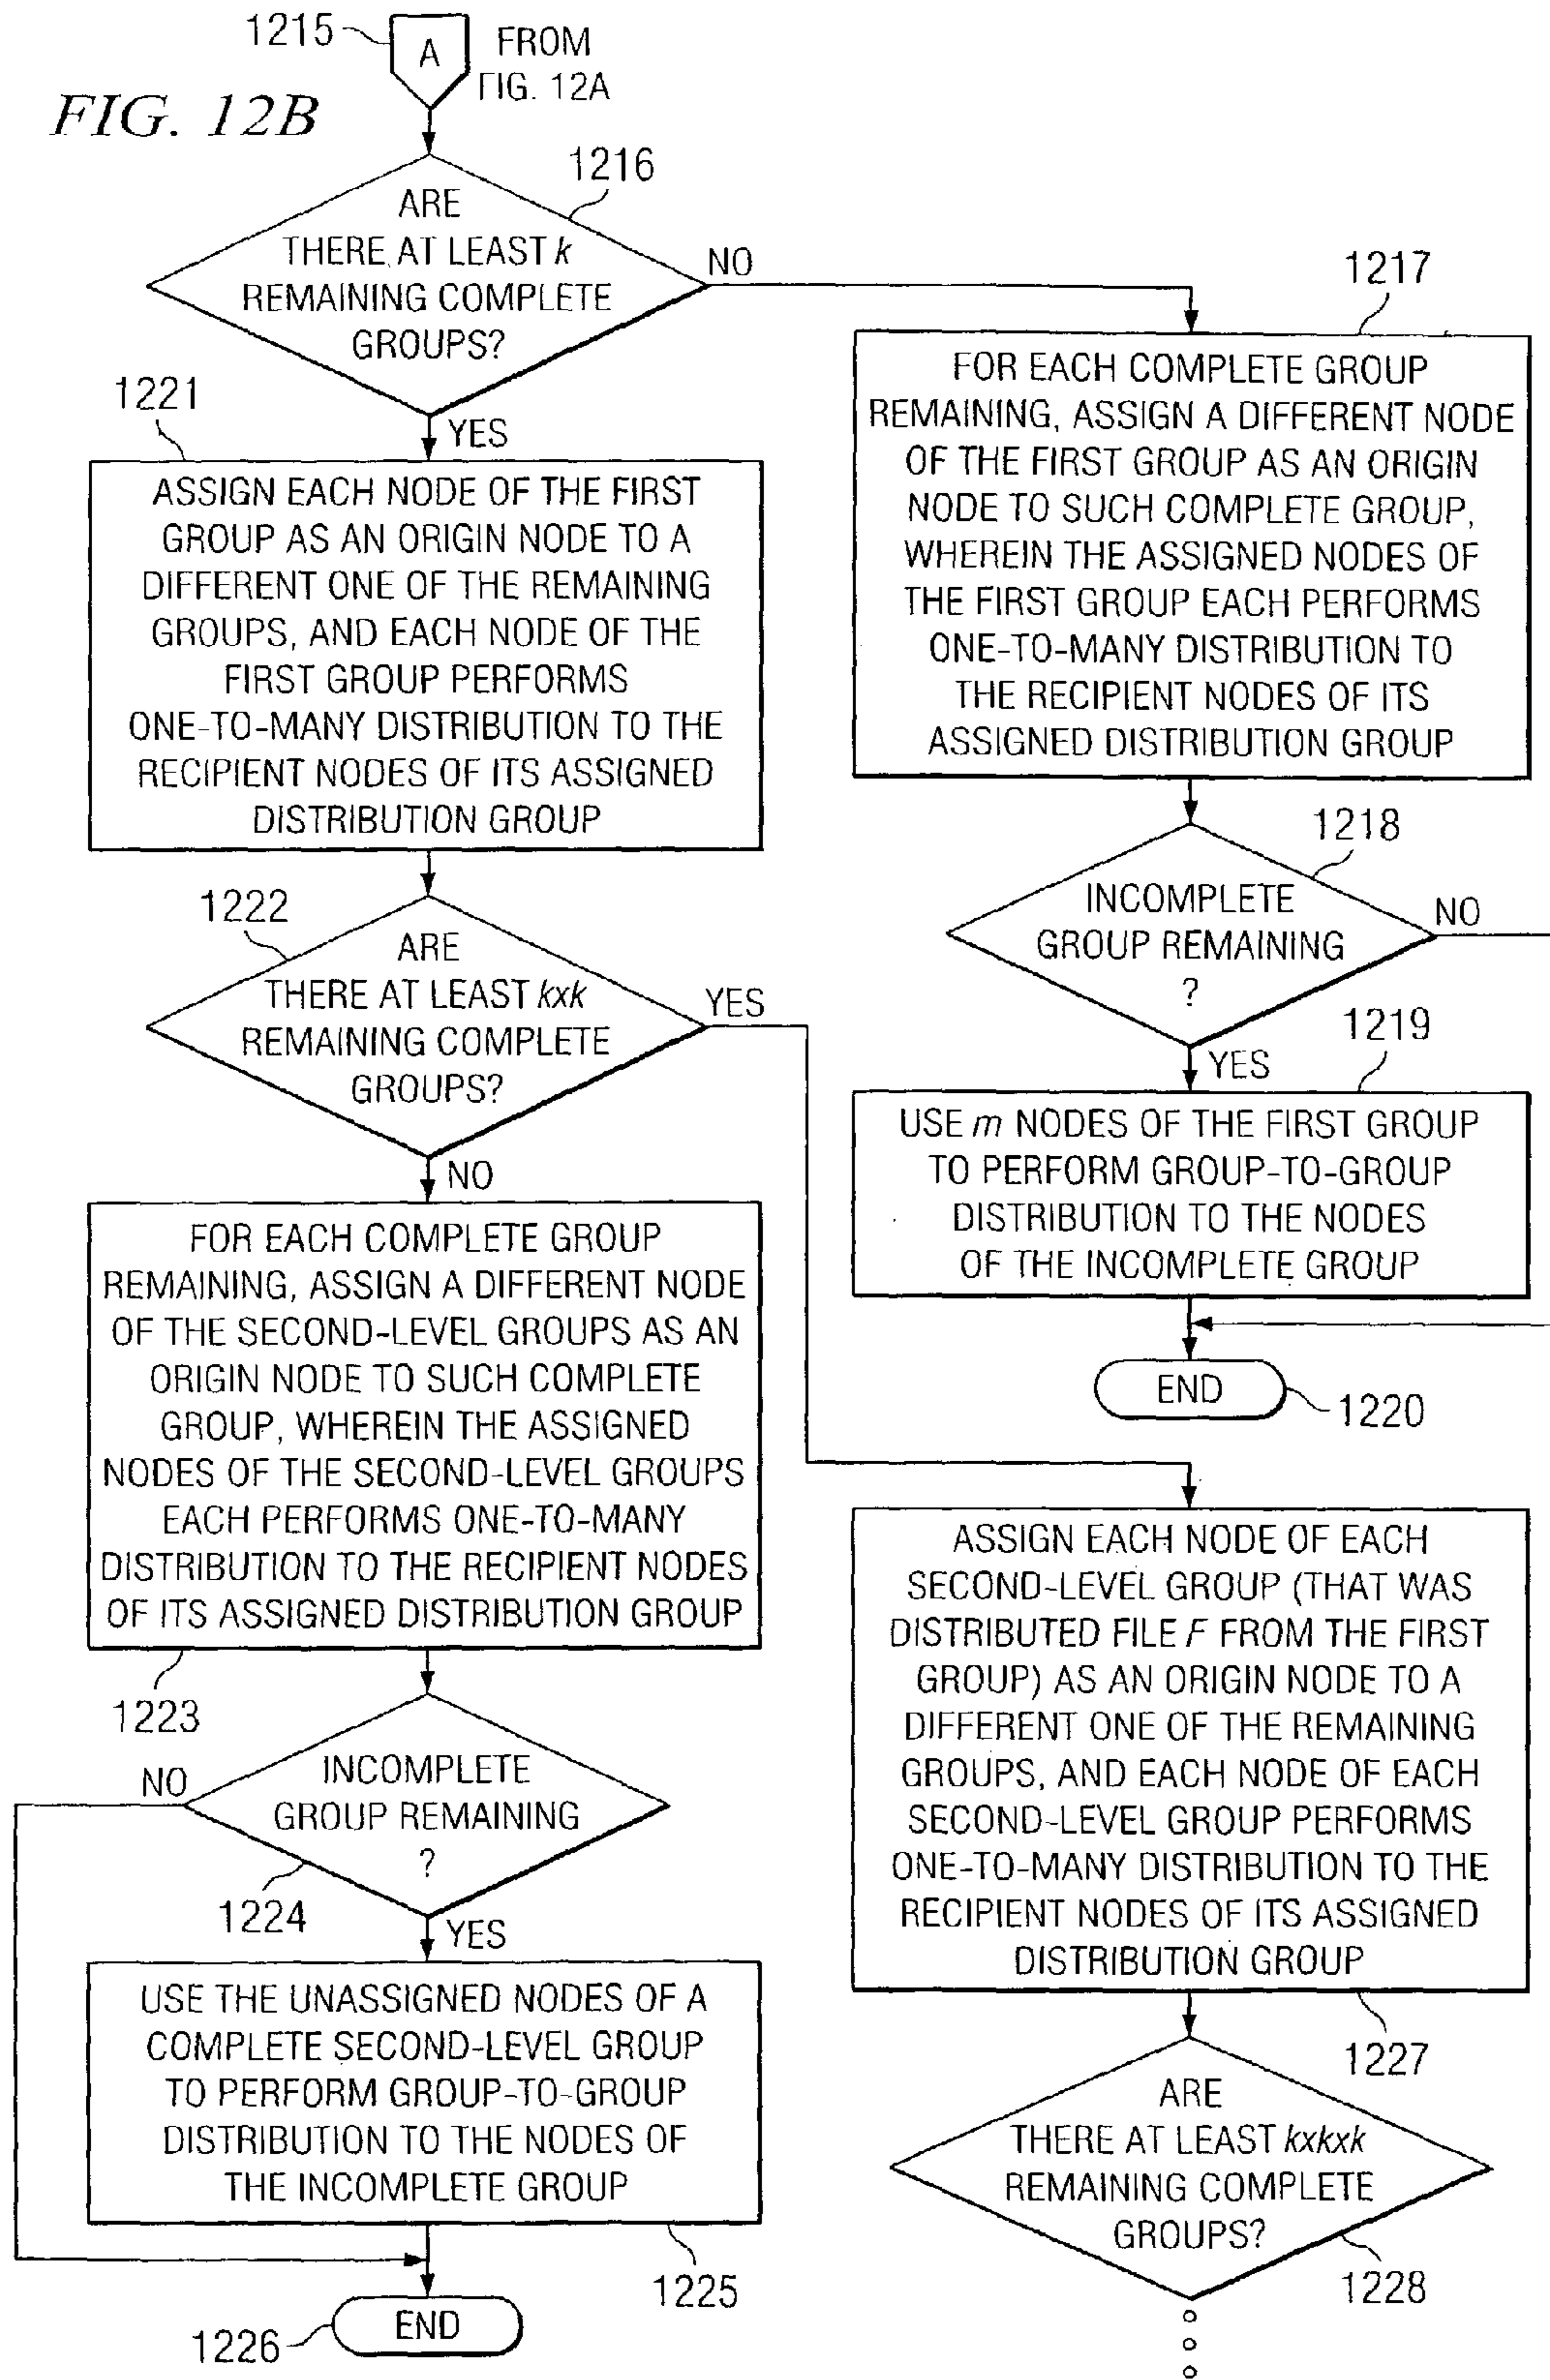 1215
A
FROM
FIG. 12A
FIG. 12B
1216
ARE
THERE AT LEAST k
REMAINING COMPLETE
GROUPS?
NO
YES
1217
FOR EACH COMPLETE GROUP
REMAINING, ASSIGN A DIFFERENT NODE
OF THE FIRST GROUP AS AN ORIGIN
NODE TO SUCH COMPLETE GROUP,
WHEREIN THE ASSIGNED NODES OF
THE FIRST GROUP EACH PERFORMS
ONE-TO-MANY DISTRIBUTION TO
THE RECIPIENT NODES OF ITS
ASSIGNED DISTRIBUTION GROUP
1221
ASSIGN EACH NODE OF THE FIRST
GROUP AS AN ORIGIN NODE TO A
DIFFERENT ONE OF THE REMAINING
GROUPS, AND EACH NODE OF THE
FIRST GROUP PERFORMS
ONE-TO-MANY DISTRIBUTION TO THE
RECIPIENT NODES OF ITS ASSIGNED
DISTRIBUTION GROUP
1218
INCOMPLETE
GROUP REMAINING
?
NO
YES
1219
USE m NODES OF THE FIRST GROUP
TO PERFORM GROUP-TO-GROUP
DISTRIBUTION TO THE NODES
OF THE INCOMPLETE GROUP
END
1220
1222
ARE
THERE AT LEAST kxk
REMAINING COMPLETE
GROUPS?
YES
NO
FOR EACH COMPLETE GROUP
REMAINING, ASSIGN A DIFFERENT NODE
OF THE SECOND-LEVEL GROUPS AS AN
ORIGIN NODE TO SUCH COMPLETE
GROUP, WHEREIN THE ASSIGNED
NODES OF THE SECOND-LEVEL GROUPS
EACH PERFORMS ONE-TO-MANY
DISTRIBUTION TO THE RECIPIENT NODES
OF ITS ASSIGNED DISTRIBUTION GROUP
1223
INCOMPLETE
GROUP REMAINING
?
NO
1224
YES
USE THE UNASSIGNED NODES OF A
COMPLETE SECOND-LEVEL GROUP
TO PERFORM GROUP-TO-GROUP
DISTRIBUTION TO THE NODES OF
THE INCOMPLETE GROUP
1225
END
1226
ASSIGN EACH NODE OF EACH
SECOND-LEVEL GROUP (THAT WAS
DISTRIBUTED FILE F FROM THE FIRST
GROUP) AS AN ORIGIN NODE TO A
DIFFERENT ONE OF THE REMAINING
GROUPS, AND EACH NODE OF EACH
SECOND-LEVEL GROUP PERFORMS
ONE-TO-MANY DISTRIBUTION TO THE
RECIPIENT NODES OF ITS ASSIGNED
DISTRIBUTION GROUP
1227
ARE
THERE AT LEAST kxkxk
REMAINING COMPLETE
GROUPS?
1228